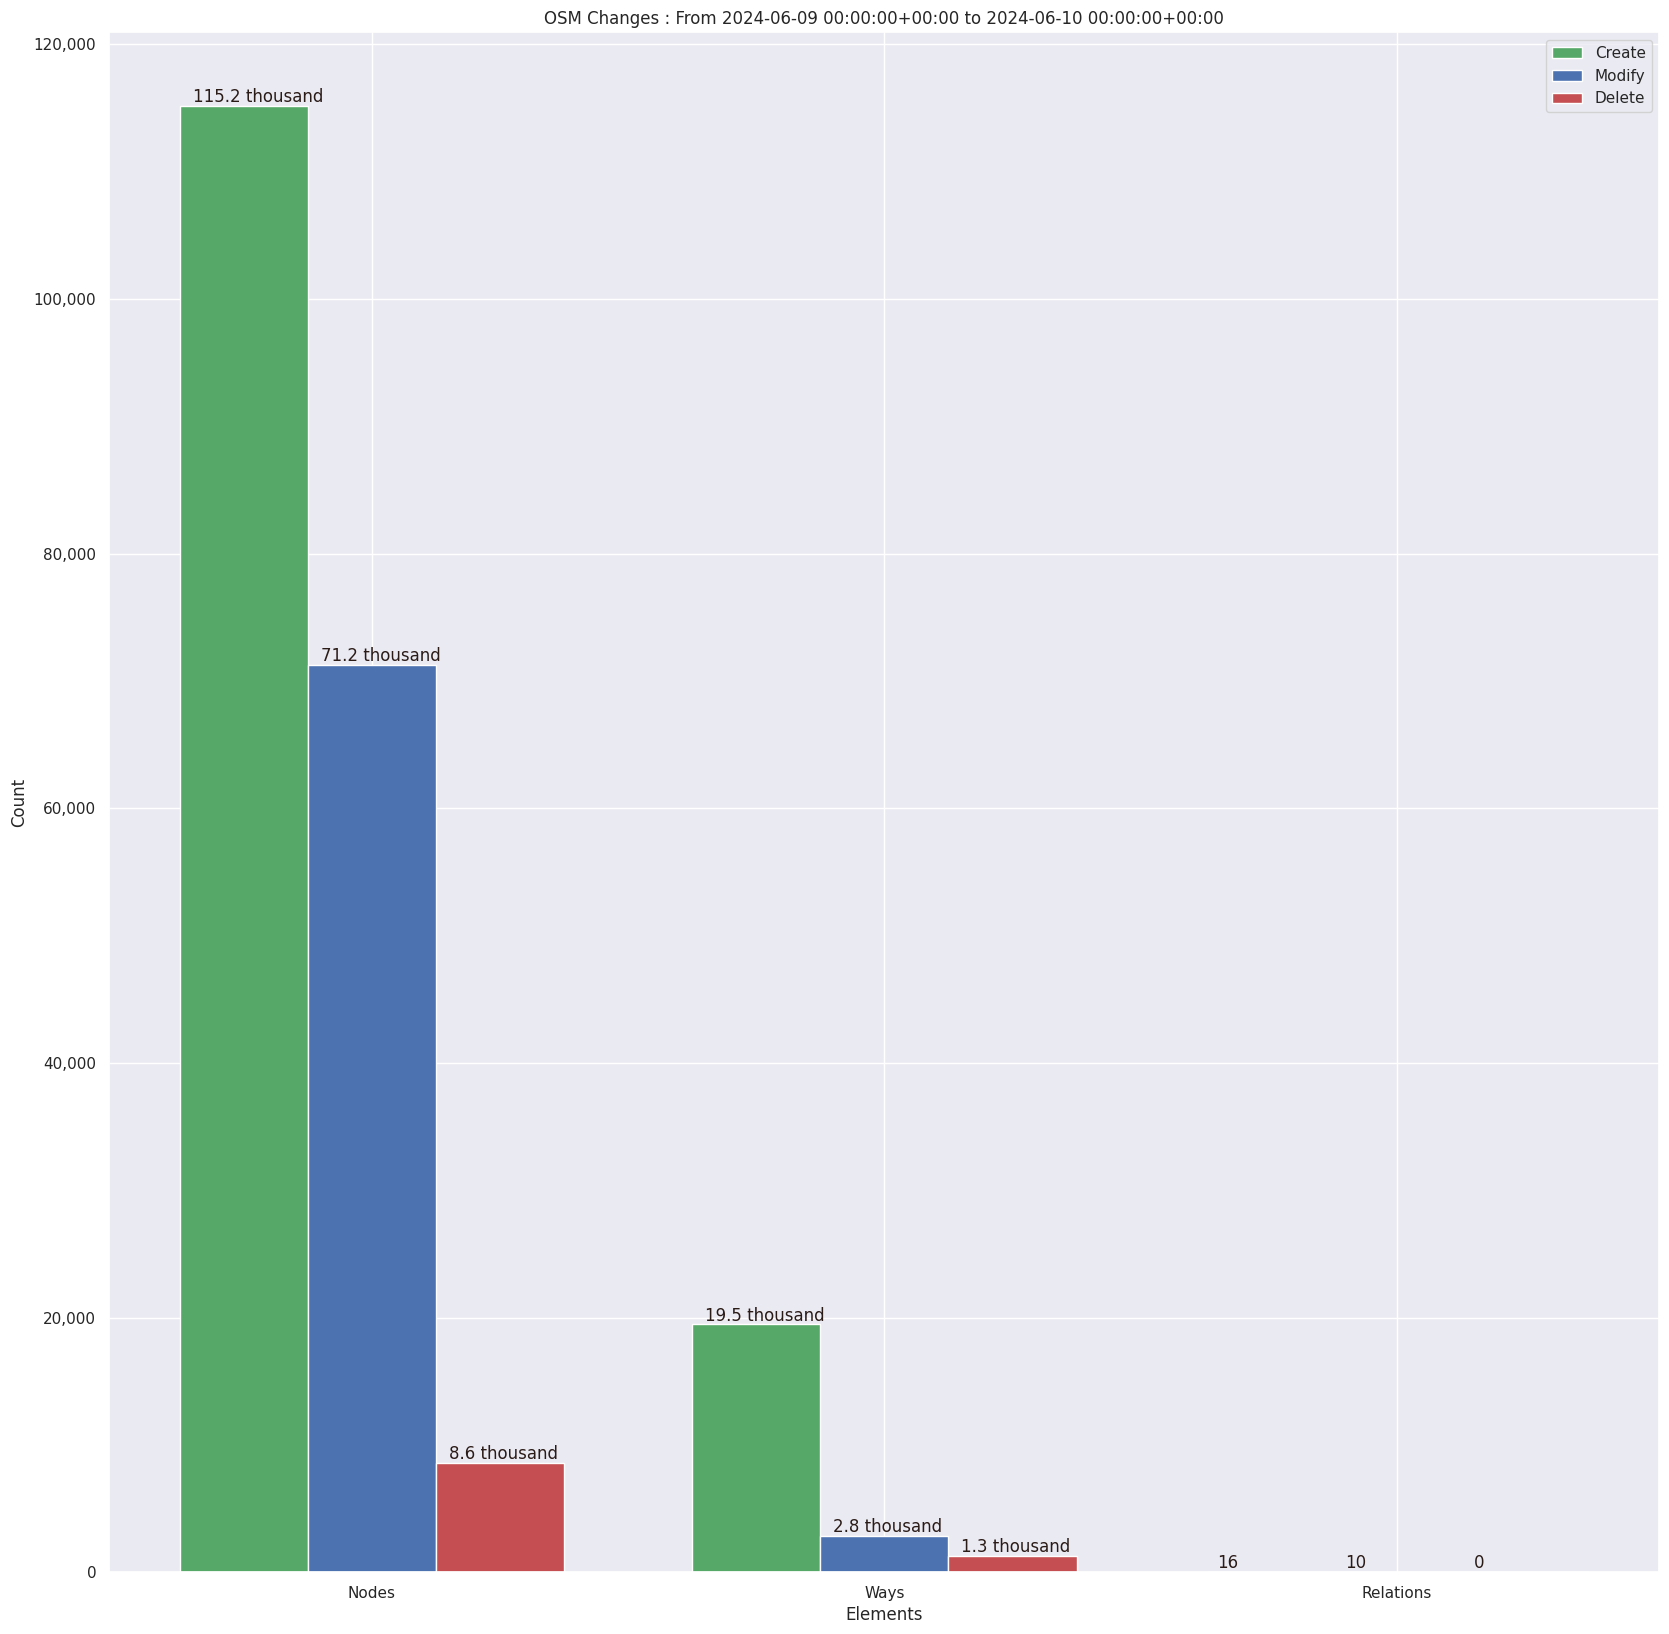 OSM Changes : From 2024-06-09 00:00:00+00:00 to 2024-06-10 00:00:00+00:00
Create
Modify
Delete
120,000
100,000
80,000
60,000
40,000
20,000
0
Count
115.2 thousand
71.2 thousand
8.6 thousand
19.5 thousand
2.8 thousand
1.3 thousand
16
10
0
Nodes
Ways
Relations
Elements